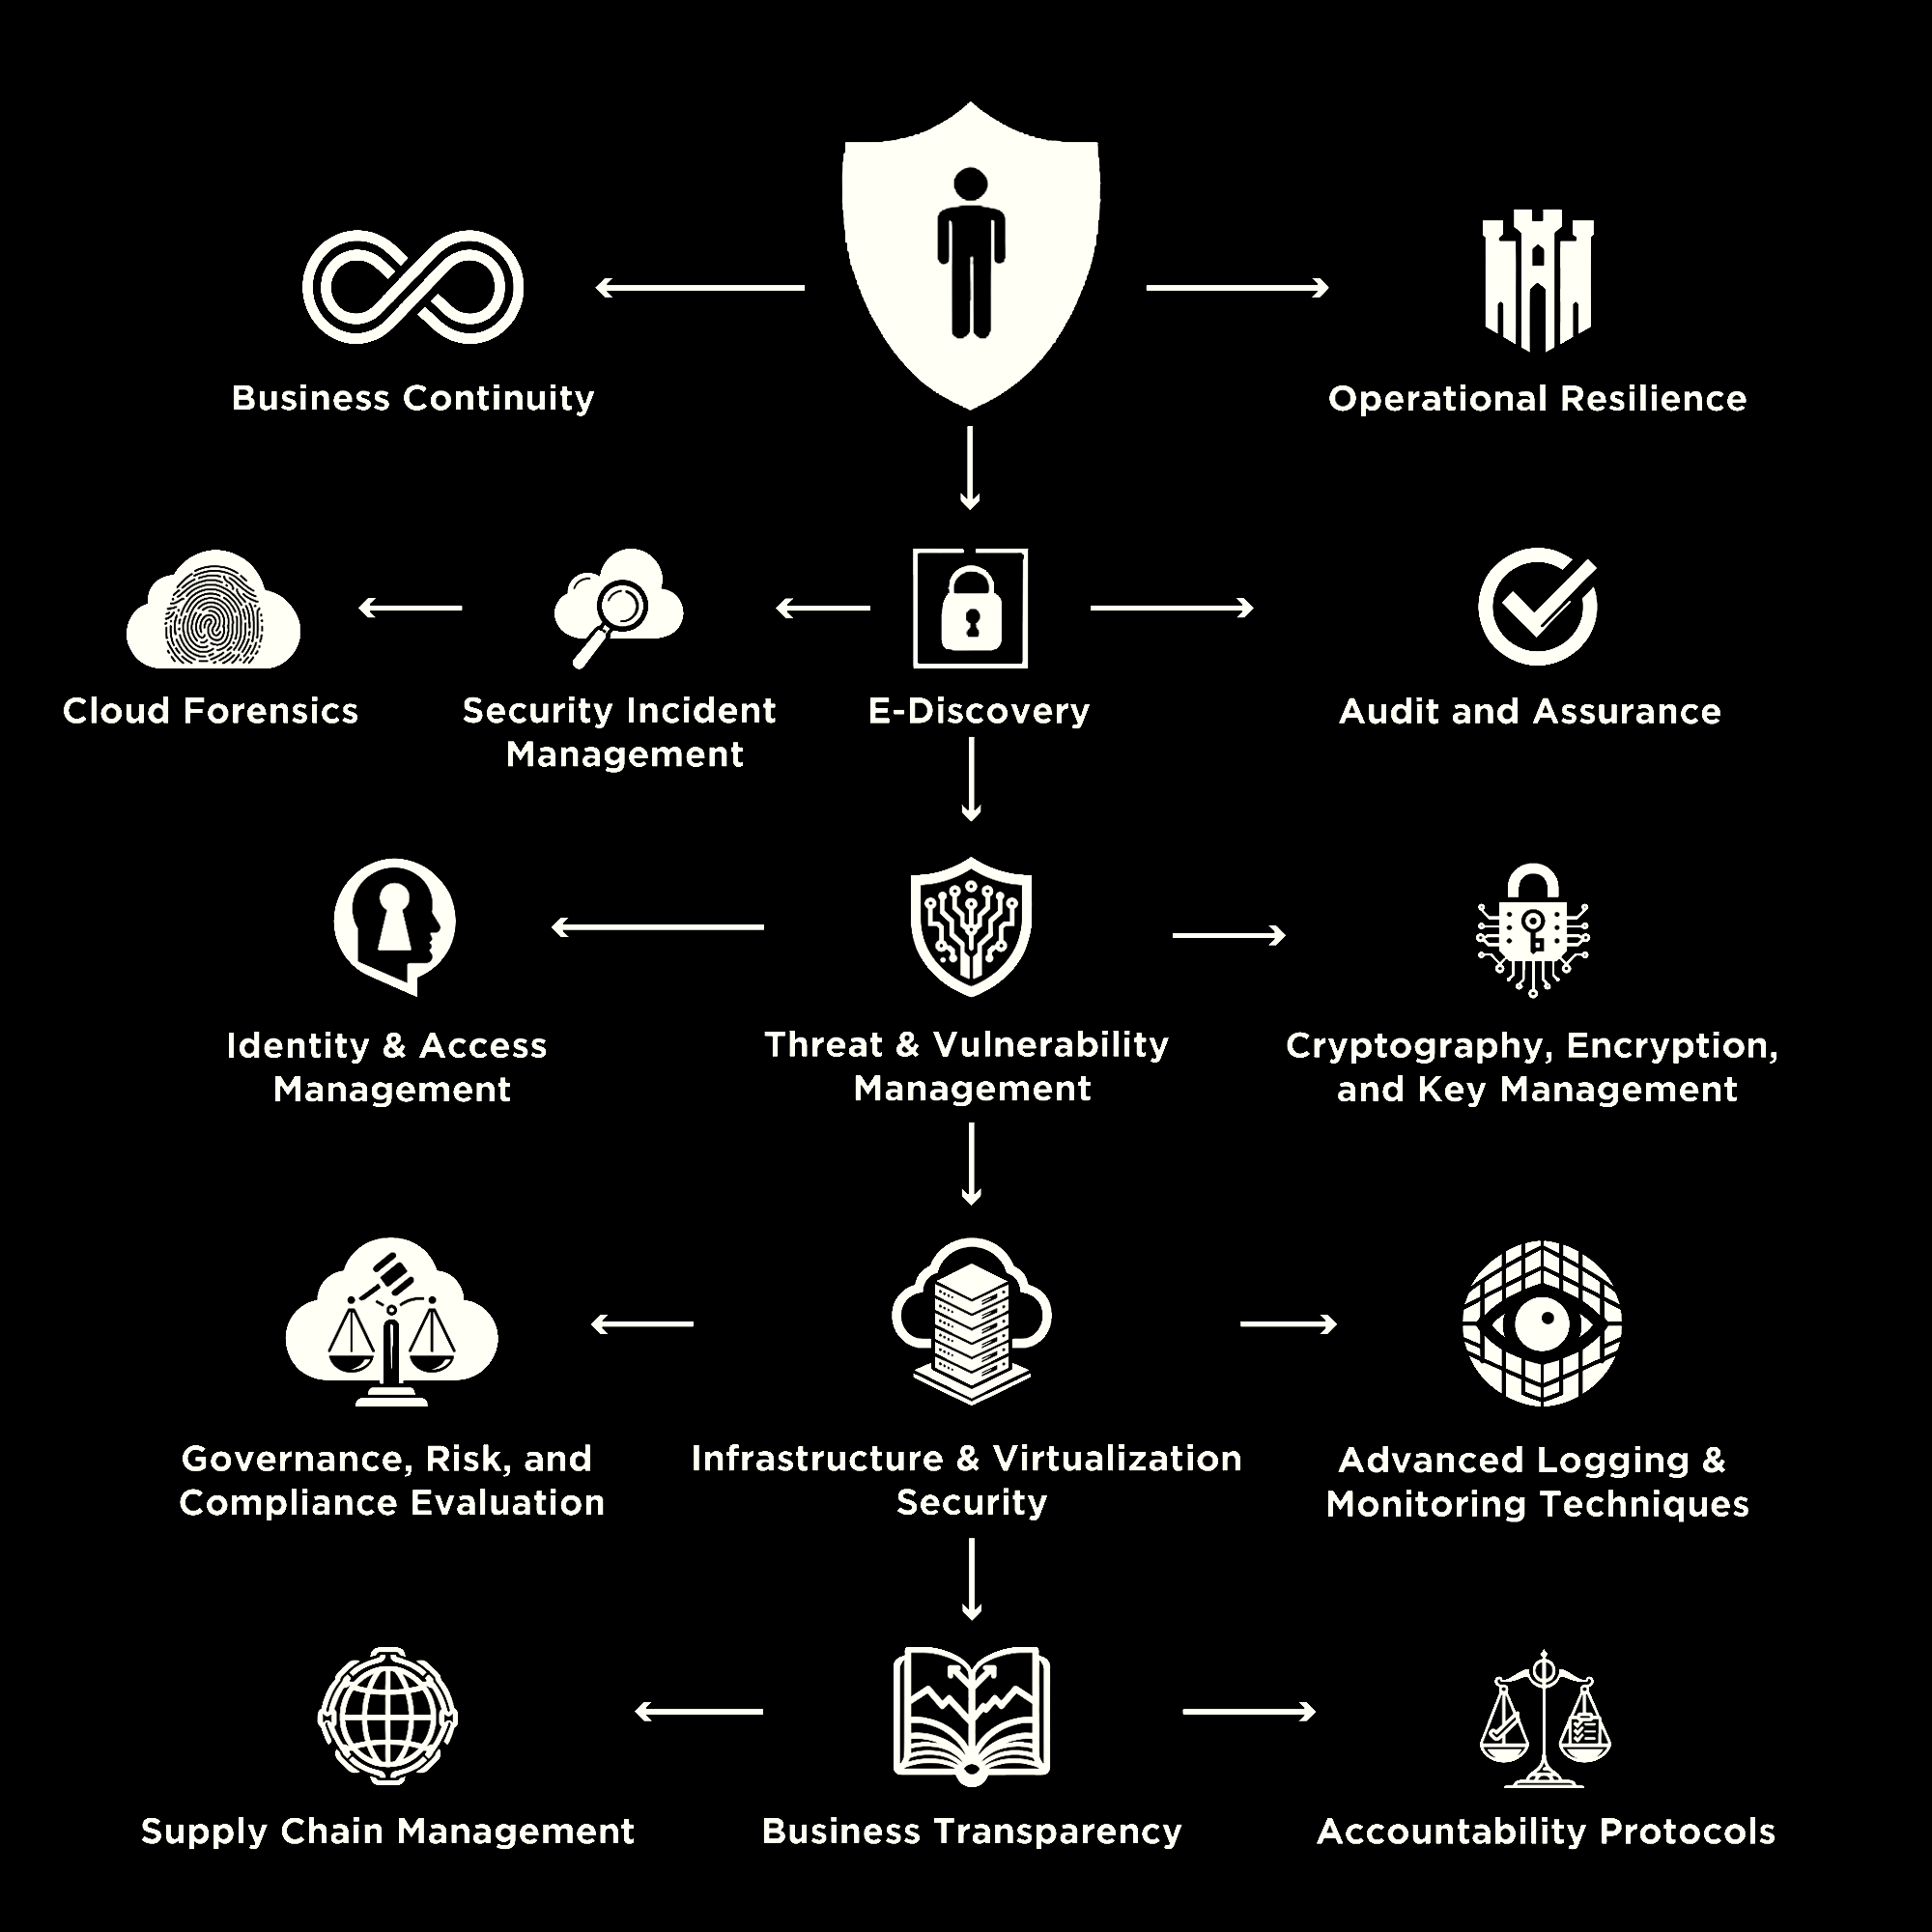 Business Continuity
Operational Resilience
Cloud Forensics
Security Incident
Management
E-Discovery
Audit and Assurance
Identity & Access
Management
Threat & Vulnerability
Management
Cryptography, Encryption,
and Key Management
Governance, Risk, and
Compliance Evaluation
Infrastructure & Virtualization
Security
Advanced Logging &
Monitoring Techniques
Supply Chain Management
Business Transparency
Accountability Protocols